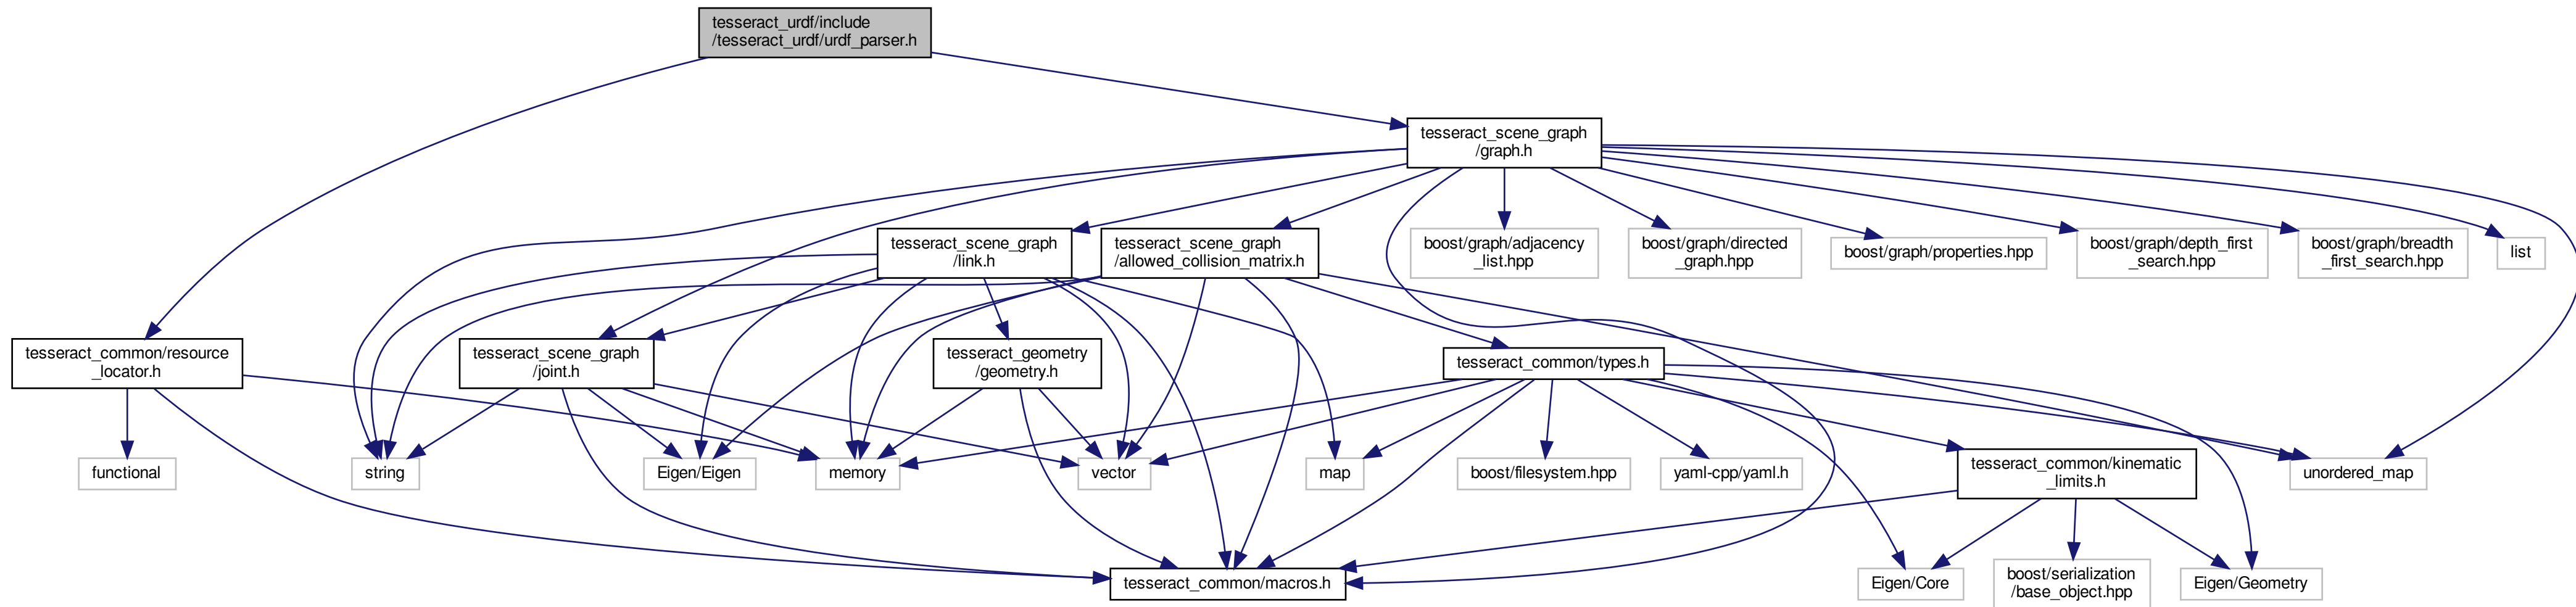 tesseract_urdf/include
/tesseract_urdf/urdf_parser.h
tesseract_scene_graph
/graph.h
tesseract_scene_graph
/link.h
tesseract_scene_graph
/allowed_collision_matrix.h
boost/graph/adjacency
_list.hpp
boost/graph/directed
_graph.hpp
boost/graph/properties.hpp
boost/graph/depth_first
_search.hpp
boost/graph/breadth
_first_search.hpp
list
tesseract_common/resource
_locator.h
tesseract_scene_graph
/joint.h
tesseract_geometry
/geometry.h
tesseract_common/types.h
functional
string
Eigen/Eigen
memory
vector
map
boost/filesystem.hpp
yaml-cpp/yaml.h
tesseract_common/kinematic
_limits.h
unordered_map
tesseract_common/macros.h
Eigen/Core
boost/serialization
/base_object.hpp
Eigen/Geometry